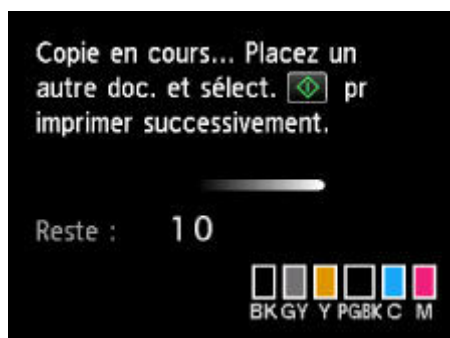 Copie en cours... Placez un
autre doc. et sélect. pr
imprimer successivement.
Reste : 10
BK GY Y PGBK C M